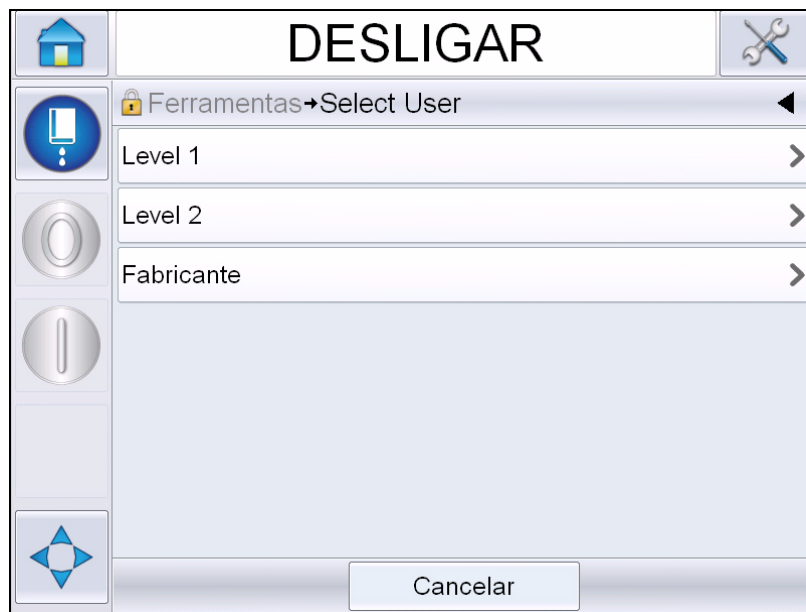 DESLIGAR
Ferramentas→Select User
Level 1
Level 2
Fabricante
Cancelar